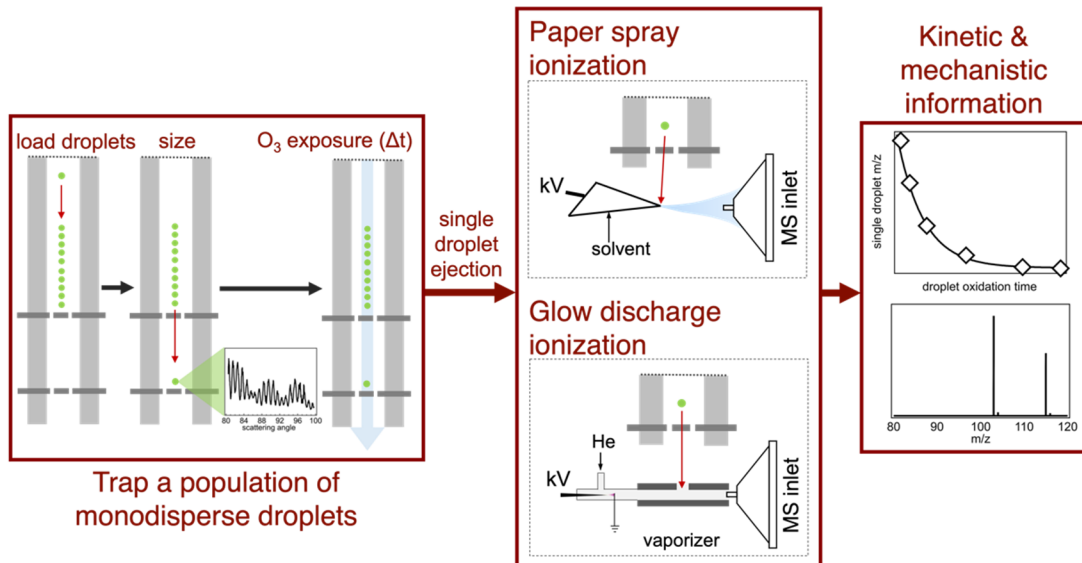 load droplets
size
O₃ exposure (Δt)
80 84 88 92 96 100
scattering angle
Trap a population of
monodisperse droplets
single
droplet
ejection
Paper spray
ionization
kV
solvent
MS inlet
Glow discharge
ionization
He
kV
vaporizer
MS inlet
Kinetic &
mechanistic
information
single droplet m/z
droplet oxidation time
80 90 100 110 120
m/z